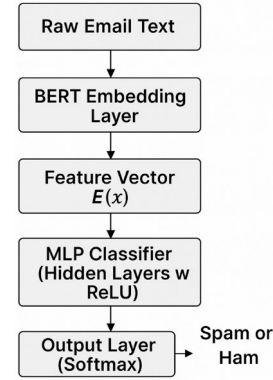 Raw Email Text
BERT Embedding
Layer
Feature Vector
E(x)
MLP Classifier
(Hidden Layers w
ReLU)
Output Layer
(Softmax)
Spam or
Ham